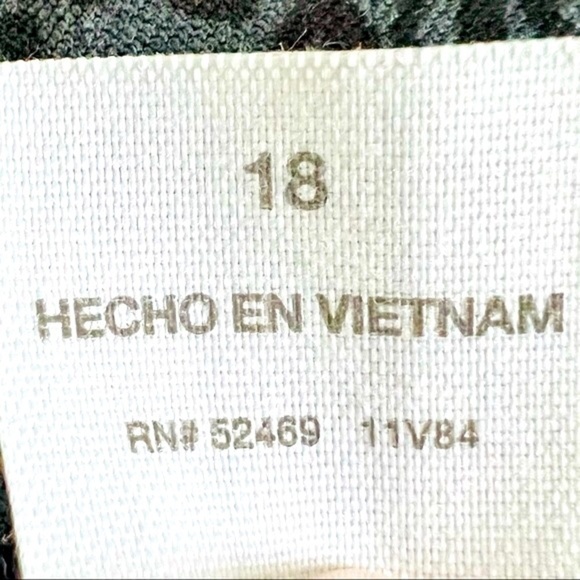 18
HECHO EN VIETNAM
RN# 52469 11V84